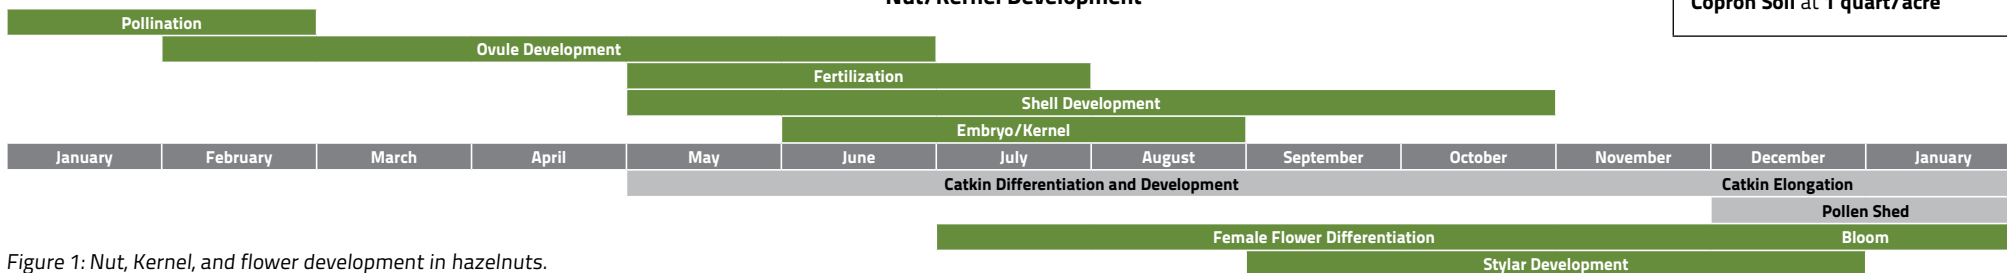 Nut/Kernel Development
Copron Soil at 1 quart/acre
Pollination
Ovule Development
Fertilization
Shell Development
Embryo/Kernel
January February March April May June July August September October November December January
Catkin Differentiation and Development Catkin Elongation
Pollen Shed
Female Flower Differentiation Bloom
Stylar Development
Figure 1: Nut, Kernel, and flower development in hazelnuts.